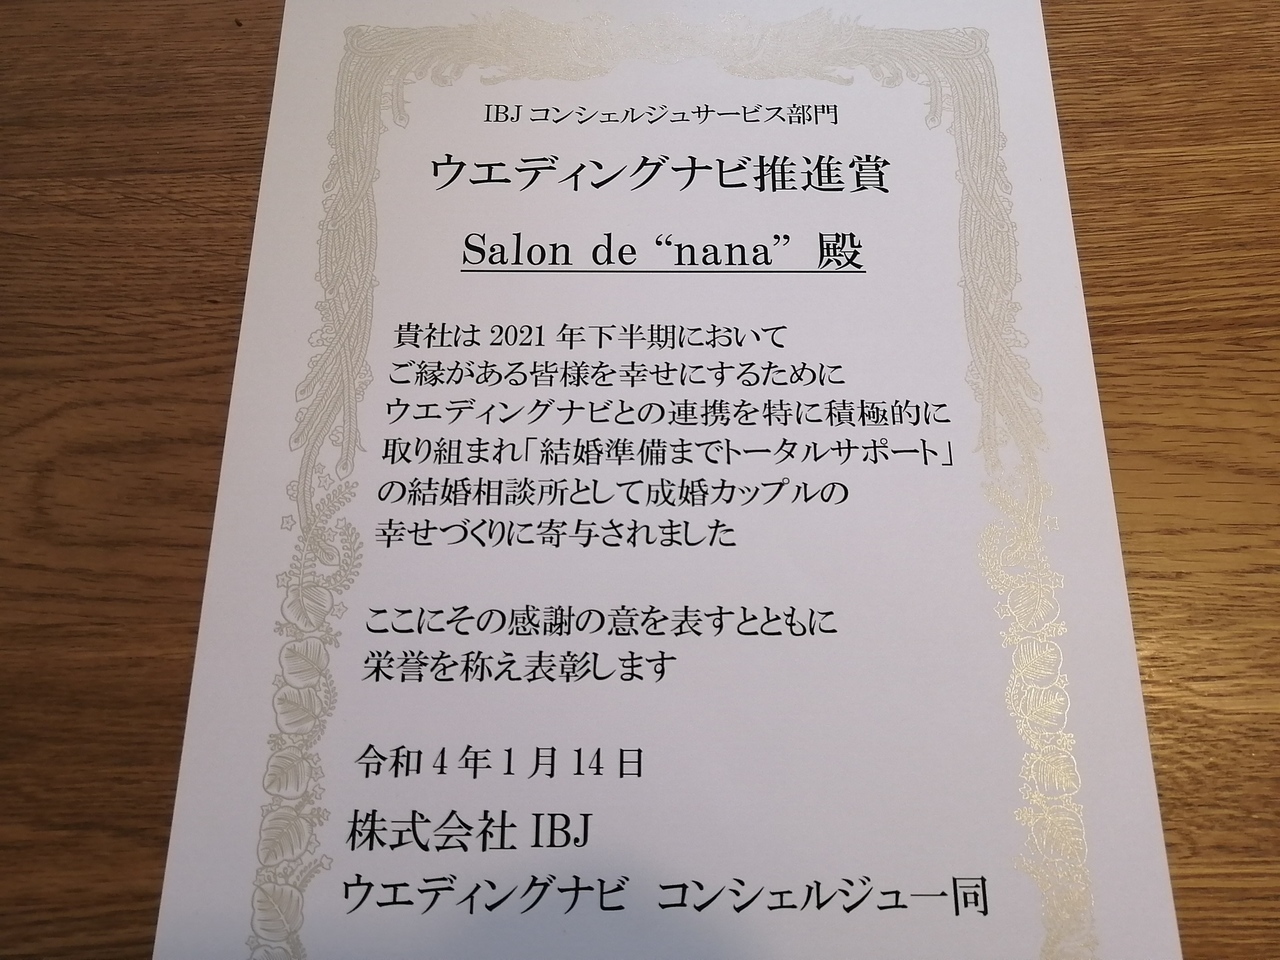 IBJ コンシェルジュサービス部門
ウエディングナビ推進賞
Salon de “nana” 殿
貴社は 2021 年下半期において
ご縁がある皆様を幸せにするために
ウエディングナビとの連携を特に積極的に
取り組まれ「結婚準備までトータルサポート」
の結婚相談所として成婚カップルの
幸せづくりに寄与されました
ここにその感謝の意を表すとともに
栄誉を称え表彰します
令和 4 年 1 月 14 日
株式会社 IBJ
ウエディングナビ コンシェルジュ一同